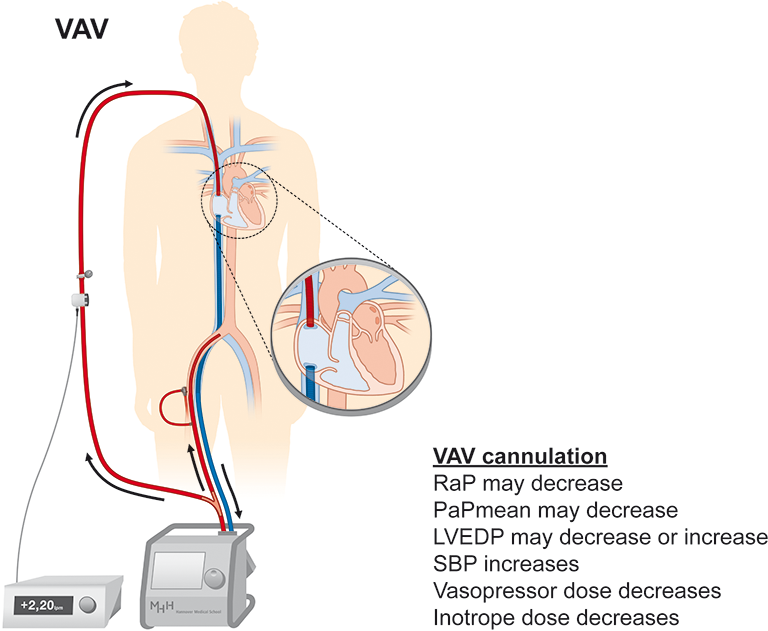 VAV
VAV cannulation
RaP may decrease
PaPmean may decrease
LVEDP may decrease or increase
SBP increases
Vasopressor dose decreases
Inotrope dose decreases
+2,20 lpm
MHH
Hannover Medical School